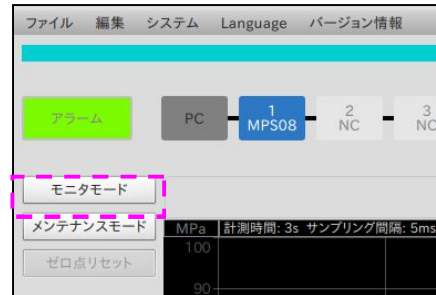 ファイル 編集 システム Language バージョン情報
アラーム PC 1 MPS08 2 NC 3 NC
モニタモード
メンテナンスモード
MPa 計測時間: 3s サンプリング間隔: 5ms
100
ゼロ点リセット
90